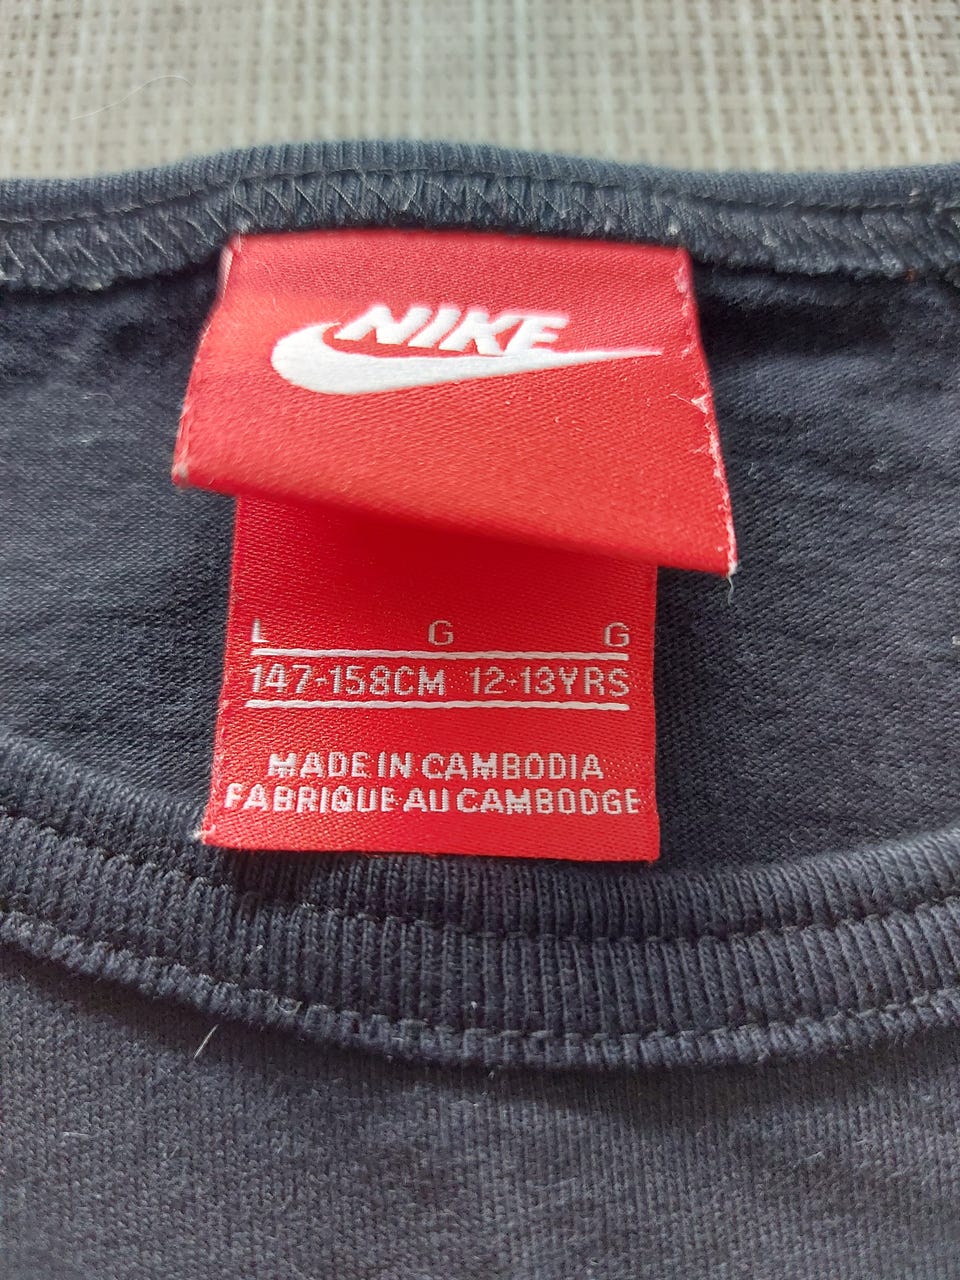 NIKE
L G G
147-158CM 12-13YRS
MADE IN CAMBODIA
FABRIQUE AU CAMBODGE